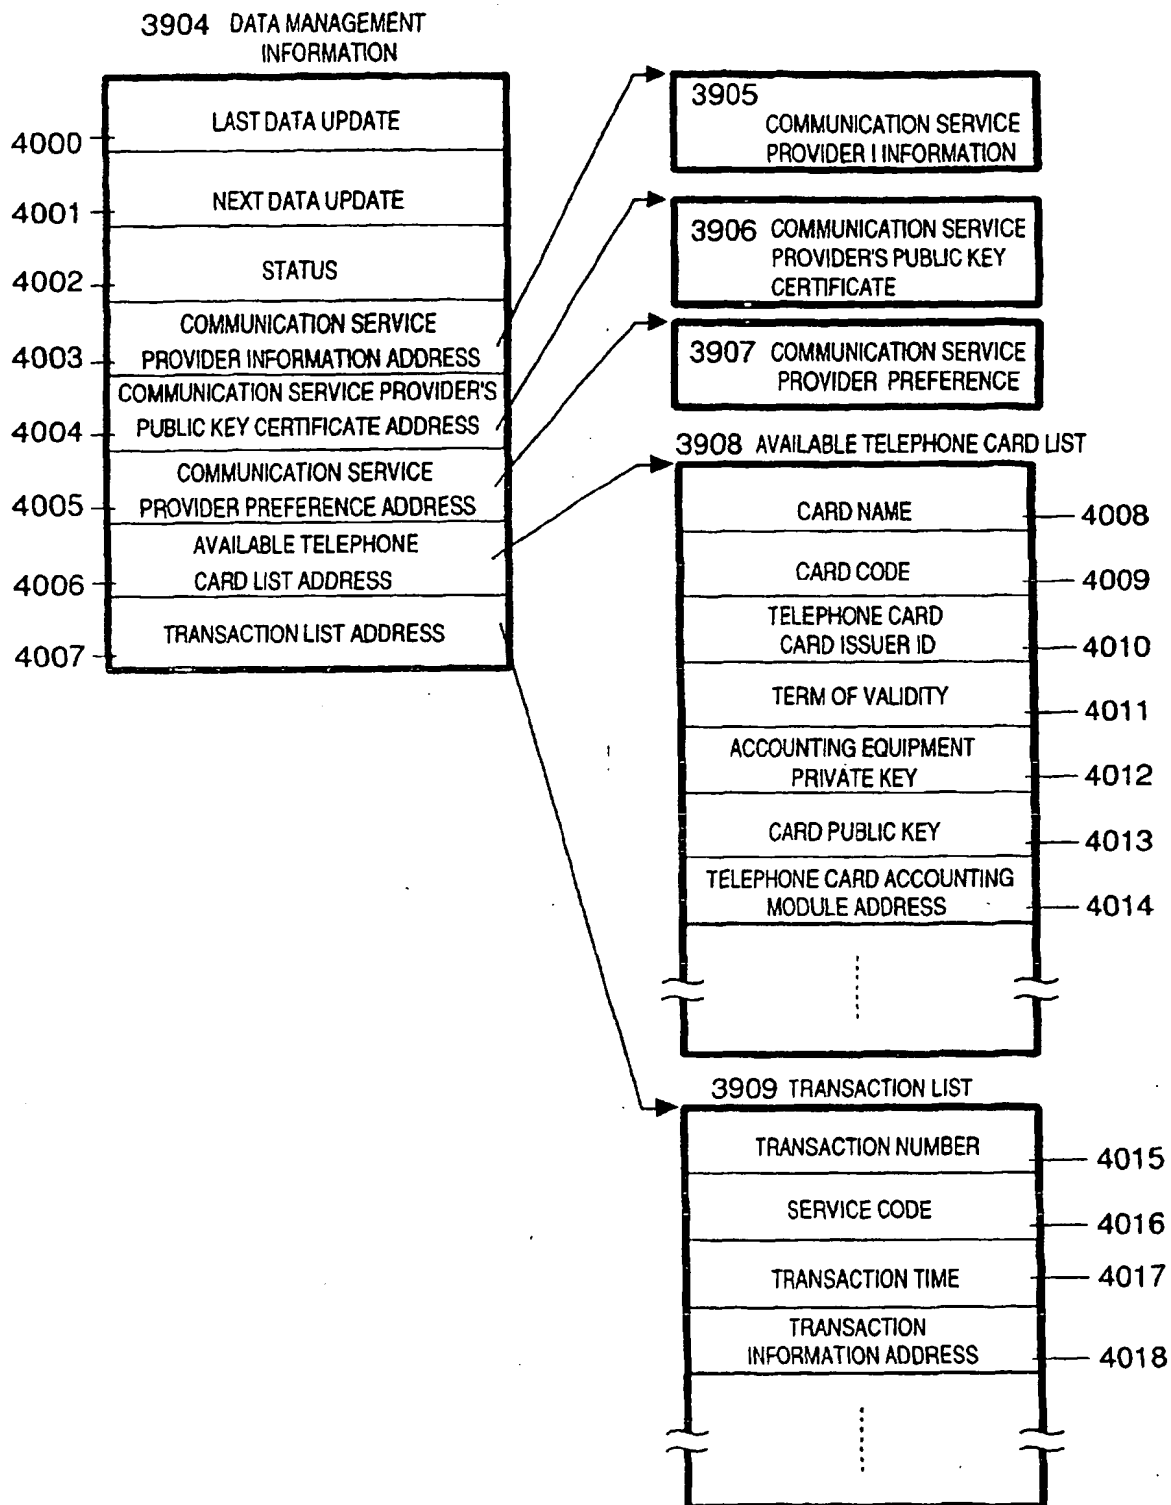 3904 DATA MANAGEMENT
INFORMATION
LAST DATA UPDATE
4000
NEXT DATA UPDATE
4001
STATUS
4002
COMMUNICATION SERVICE
PROVIDER INFORMATION ADDRESS
4003
COMMUNICATION SERVICE PROVIDER'S
PUBLIC KEY CERTIFICATE ADDRESS
4004
COMMUNICATION SERVICE
PROVIDER PREFERENCE ADDRESS
4005
AVAILABLE TELEPHONE
CARD LIST ADDRESS
4006
TRANSACTION LIST ADDRESS
4007
3905
COMMUNICATION SERVICE
PROVIDER I INFORMATION
3906 COMMUNICATION SERVICE
PROVIDER'S PUBLIC KEY
CERTIFICATE
3907 COMMUNICATION SERVICE
PROVIDER PREFERENCE
3908 AVAILABLE TELEPHONE CARD LIST
CARD NAME
4008
CARD CODE
4009
TELEPHONE CARD
CARD ISSUER ID
4010
TERM OF VALIDITY
4011
ACCOUNTING EQUIPMENT
PRIVATE KEY
4012
CARD PUBLIC KEY
4013
TELEPHONE CARD ACCOUNTING
MODULE ADDRESS
4014
3909 TRANSACTION LIST
TRANSACTION NUMBER
4015
SERVICE CODE
4016
TRANSACTION TIME
4017
TRANSACTION
INFORMATION ADDRESS
4018